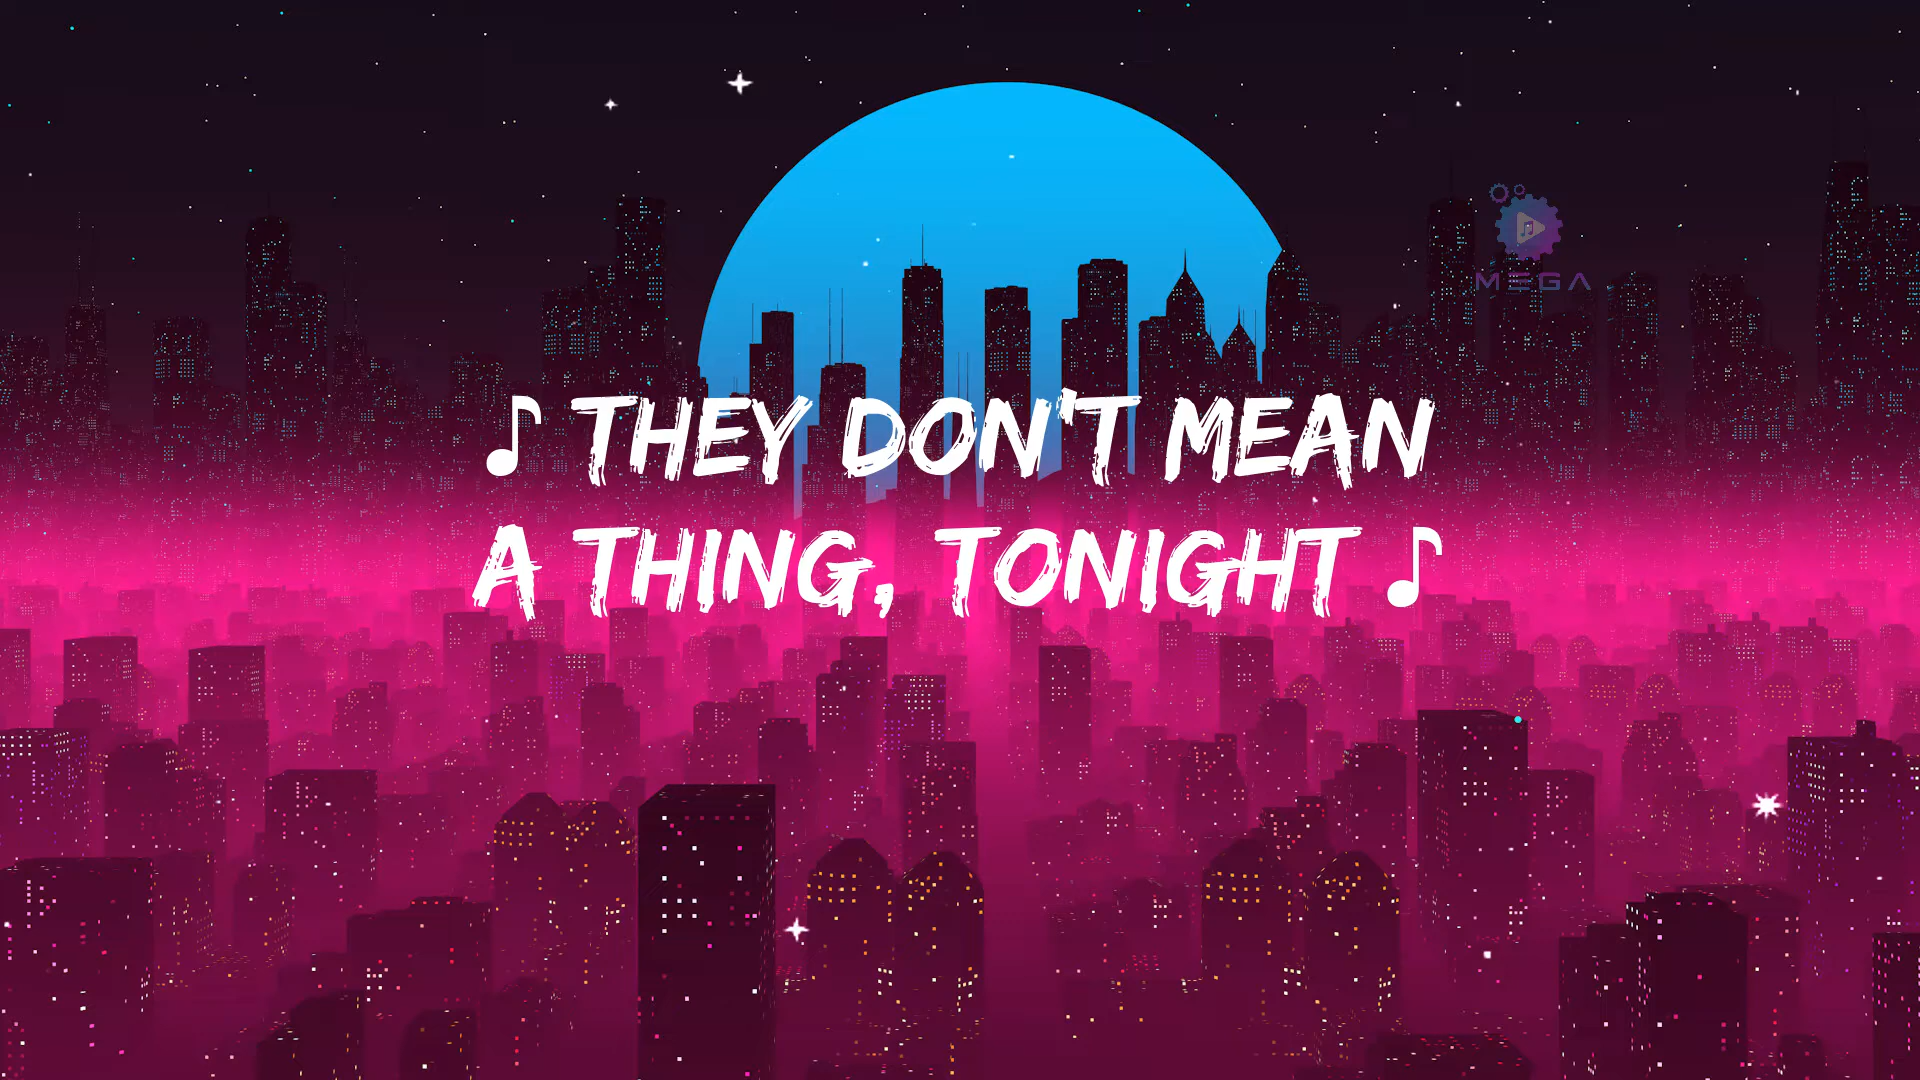 MEGA
♪ THEY DON'T MEAN
A THING, TONIGHT ♪